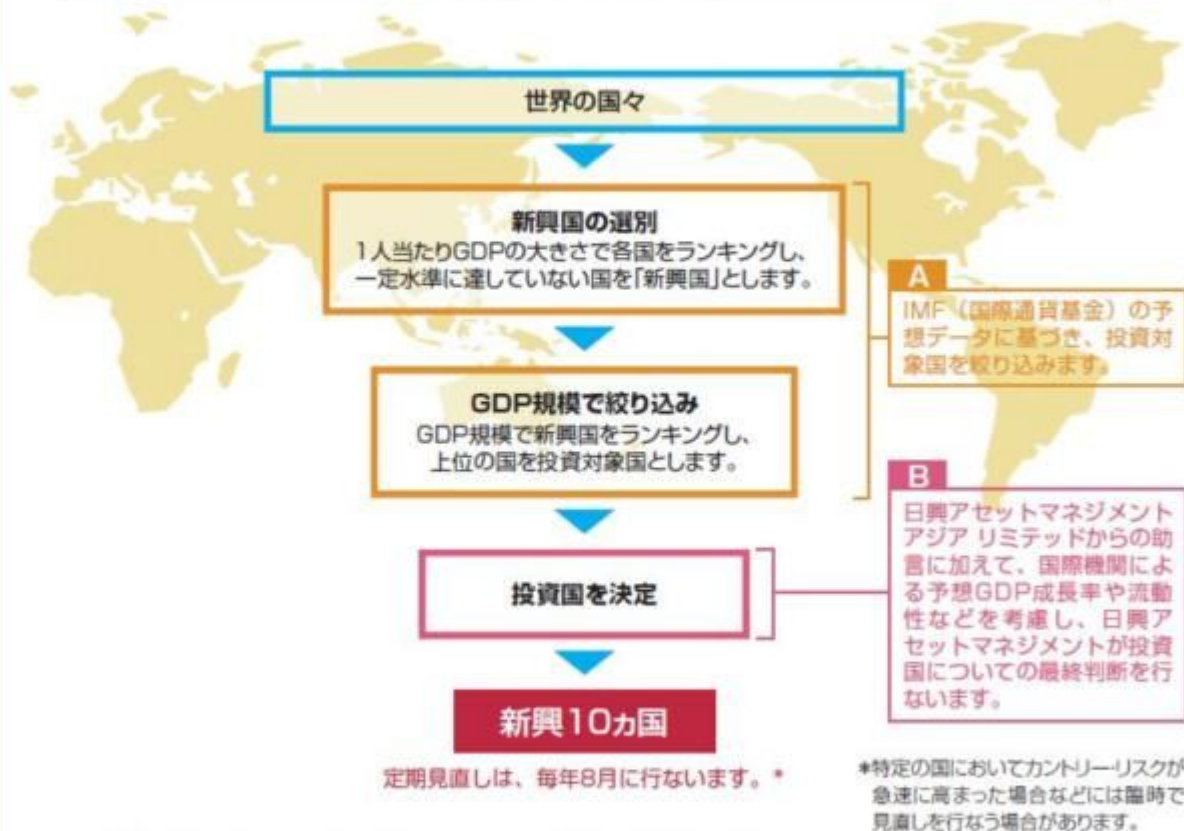 世界の国々
新興国の選別
1人当たりGDPの大きさで各国をランキングし、
一定水準に達していない国を「新興国」とします。
A
IMF（国際通貨基金）の予
想データに基づき、投資対
象国を絞り込みます。
GDP規模で絞り込み
GDP規模で新興国をランキングし、
上位の国を投資対象国とします。
B
日興アセットマネジメント
アジア リミテッドからの助
言に加えて、国際機関によ
る予想GDP成長率や流動
性などを考慮し、日興ア
セットマネジメントが投資
国についての最終判断を行
ないます。
投資国を決定
新興10ヵ国
定期見直しは、毎年8月に行ないます。*
*特定の国においてカントリー・リスクが
急速に高まった場合などには臨時で
見直しを行なう場合があります。